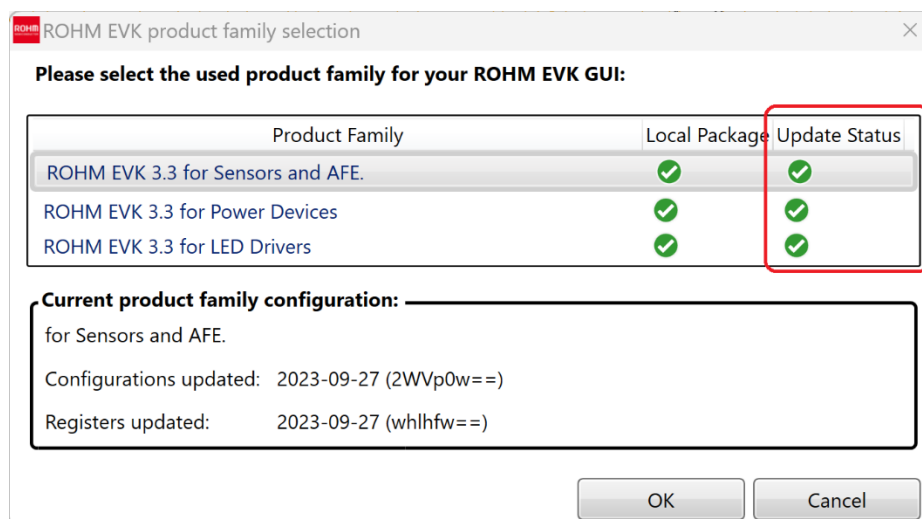 ROHM
ROHM EVK product family selection
Please select the used product family for your ROHM EVK GUI:
Product Family Local Package Update Status
ROHM EVK 3.3 for Sensors and AFE.
ROHM EVK 3.3 for Power Devices
ROHM EVK 3.3 for LED Drivers
Current product family configuration:
for Sensors and AFE.
Configurations updated: 2023-09-27 (2WVp0w==)
Registers updated: 2023-09-27 (whlhfw==)
OK Cancel